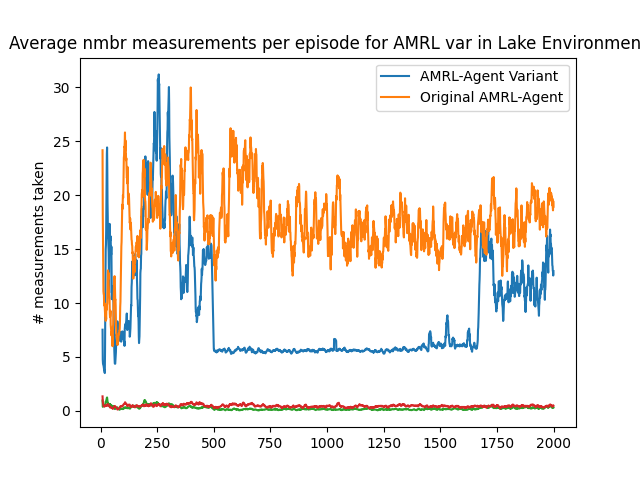 Average nmbr measurements per episode for AMRL var in Lake Environmen
AMRL-Agent Variant
Original AMRL-Agent
# measurements taken
30
25
20
15
10
5
0
0 250 500 750 1000 1250 1500 1750 2000